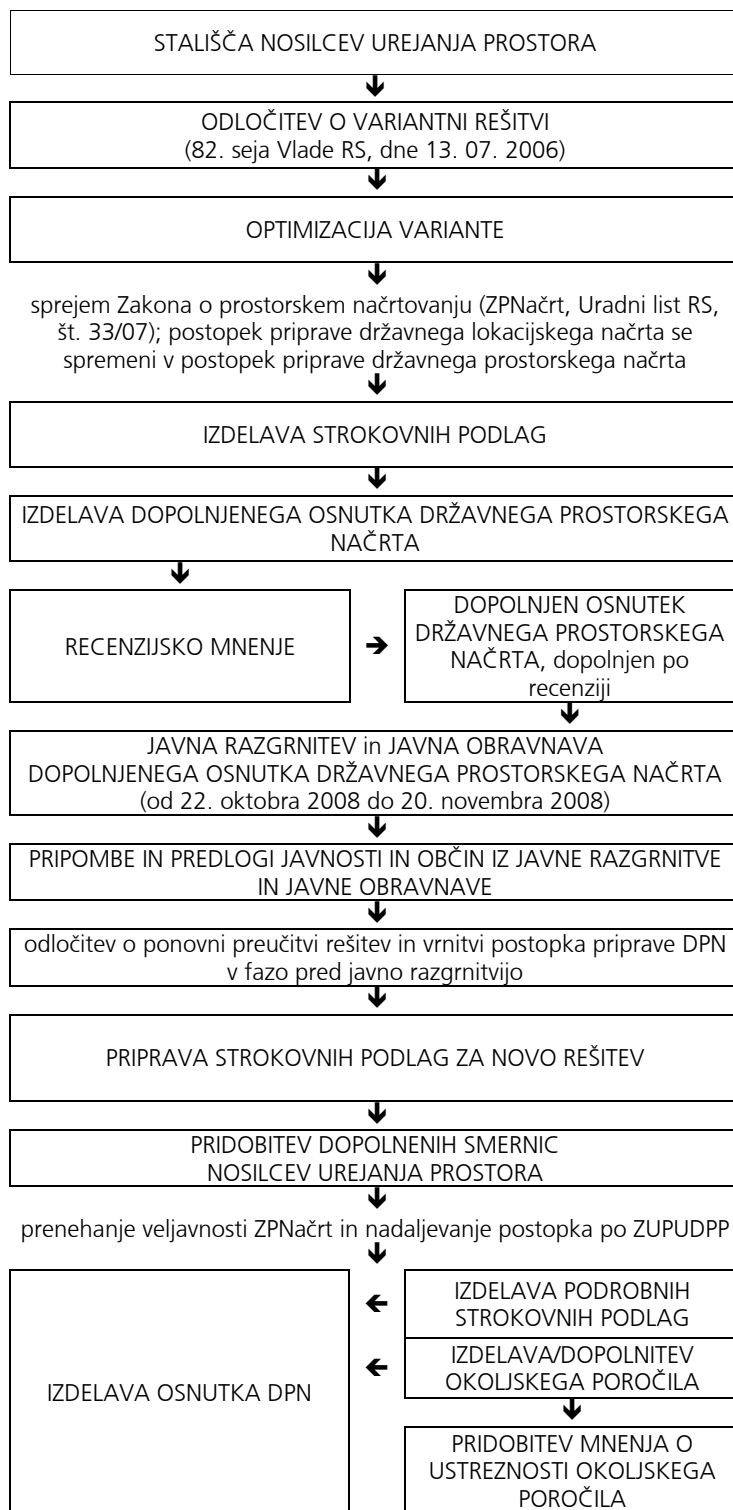 STALIŠČA NOSILCEV UREJANJA PROSTORA
ODLOČITEV O VARIANTNI REŠITVI
(82. seja Vlade RS, dne 13. 07. 2006)
OPTIMIZACIJA VARIANTE
sprejem Zakona o prostorskem načrtovanju (ZPNačrt, Uradni list RS,
št. 33/07); postopek priprave državnega lokacijskega načrta se
spremeni v postopek priprave državnega prostorskega načrta
IZDELAVA STROKOVNIH PODLAG
IZDELAVA DOPOLNJENEGA OSNUTKA DRŽAVNEGA PROSTORSKEGA
NAČRTA
RECENZIJSKO MNENJE
DOPOLNJEN OSNUTEK
DRŽAVNEGA PROSTORSKEGA
NAČRTA, dopolnjen po
recenziji
JAVNA RAZGRNITEV in JAVNA OBRAVNAVA
DOPOLNJENEGA OSNUTKA DRŽAVNEGA PROSTORSKEGA NAČRTA
(od 22. oktobra 2008 do 20. novembra 2008)
PRIPOMBE IN PREDLOGI JAVNOSTI IN OBČIN IZ JAVNE RAZGRNITVE
IN JAVNE OBRAVNAVE
odločitev o ponovni preučitvi rešitev in vrnitvi postopka priprave DPN
v fazo pred javno razgrnitvijo
PRIPRAVA STROKOVNIH PODLAG ZA NOVO REŠITEV
PRIDOBITEV DOPOLNENIH SMERNIC
NOSILCEV UREJANJA PROSTORA
prenehanje veljavnosti ZPNačrt in nadaljevanje postopka po ZUPUDPP
IZDELAVA OSNUTKA DPN
IZDELAVA PODROBNIH
STROKOVNIH PODLAG
IZDELAVA/DOPOLNITEV
OKOLJSKEGA POROČILA
PRIDOBITEV MNENJA O
USTREZNOSTI OKOLJSKEGA
POROČILA